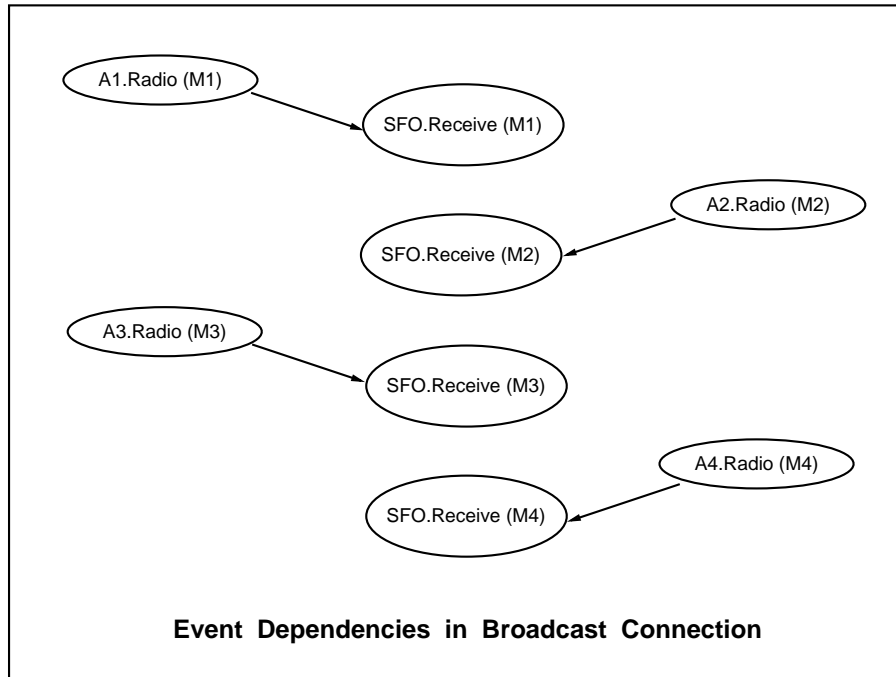 A1.Radio (M1)
SFO.Receive (M1)
A2.Radio (M2)
SFO.Receive (M2)
A3.Radio (M3)
SFO.Receive (M3)
A4.Radio (M4)
SFO.Receive (M4)
Event Dependencies in Broadcast Connection